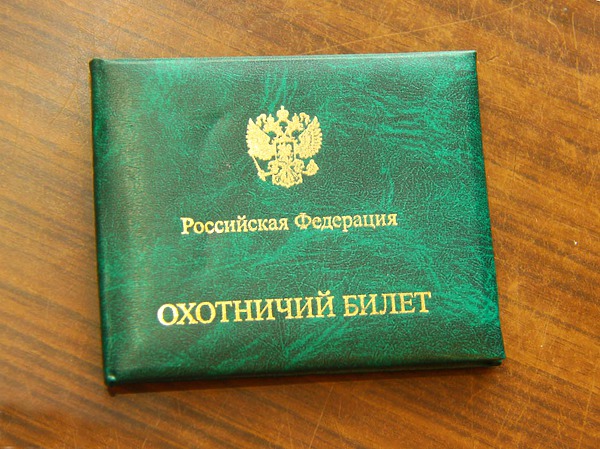 Российская Федерация
ОХОТНИЧИЙ БИЛЕТ